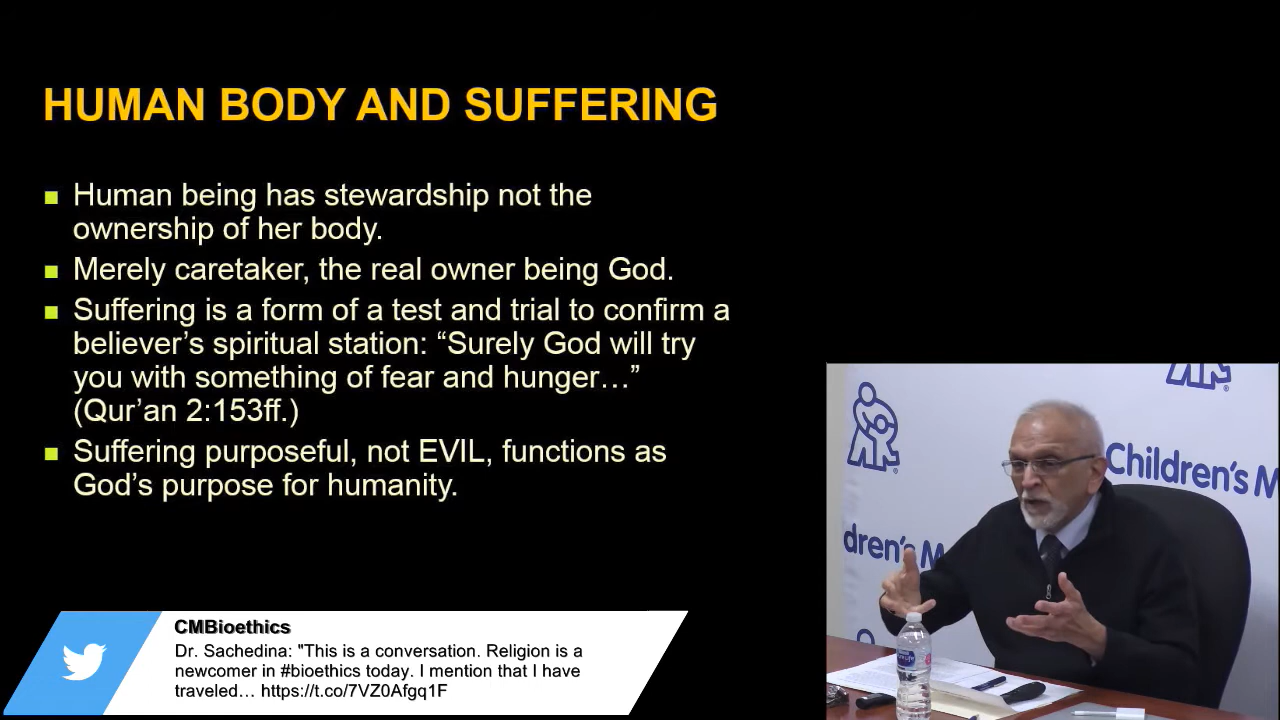 HUMAN BODY AND SUFFERING
Human being has stewardship not the
ownership of her body.
Merely caretaker, the real owner being God.
Suffering is a form of a test and trial to confirm a
believer’s spiritual station: “Surely God will try
you with something of fear and hunger…”
(Qur’an 2:153ff.)
Suffering purposeful, not EVIL, functions as
God’s purpose for humanity.
Children's M
dren's M
CMBioethics
Dr. Sachedina: "This is a conversation. Religion is a
newcomer in #bioethics today. I mention that I have
traveled… https://t.co/7VZ0Afgq1F